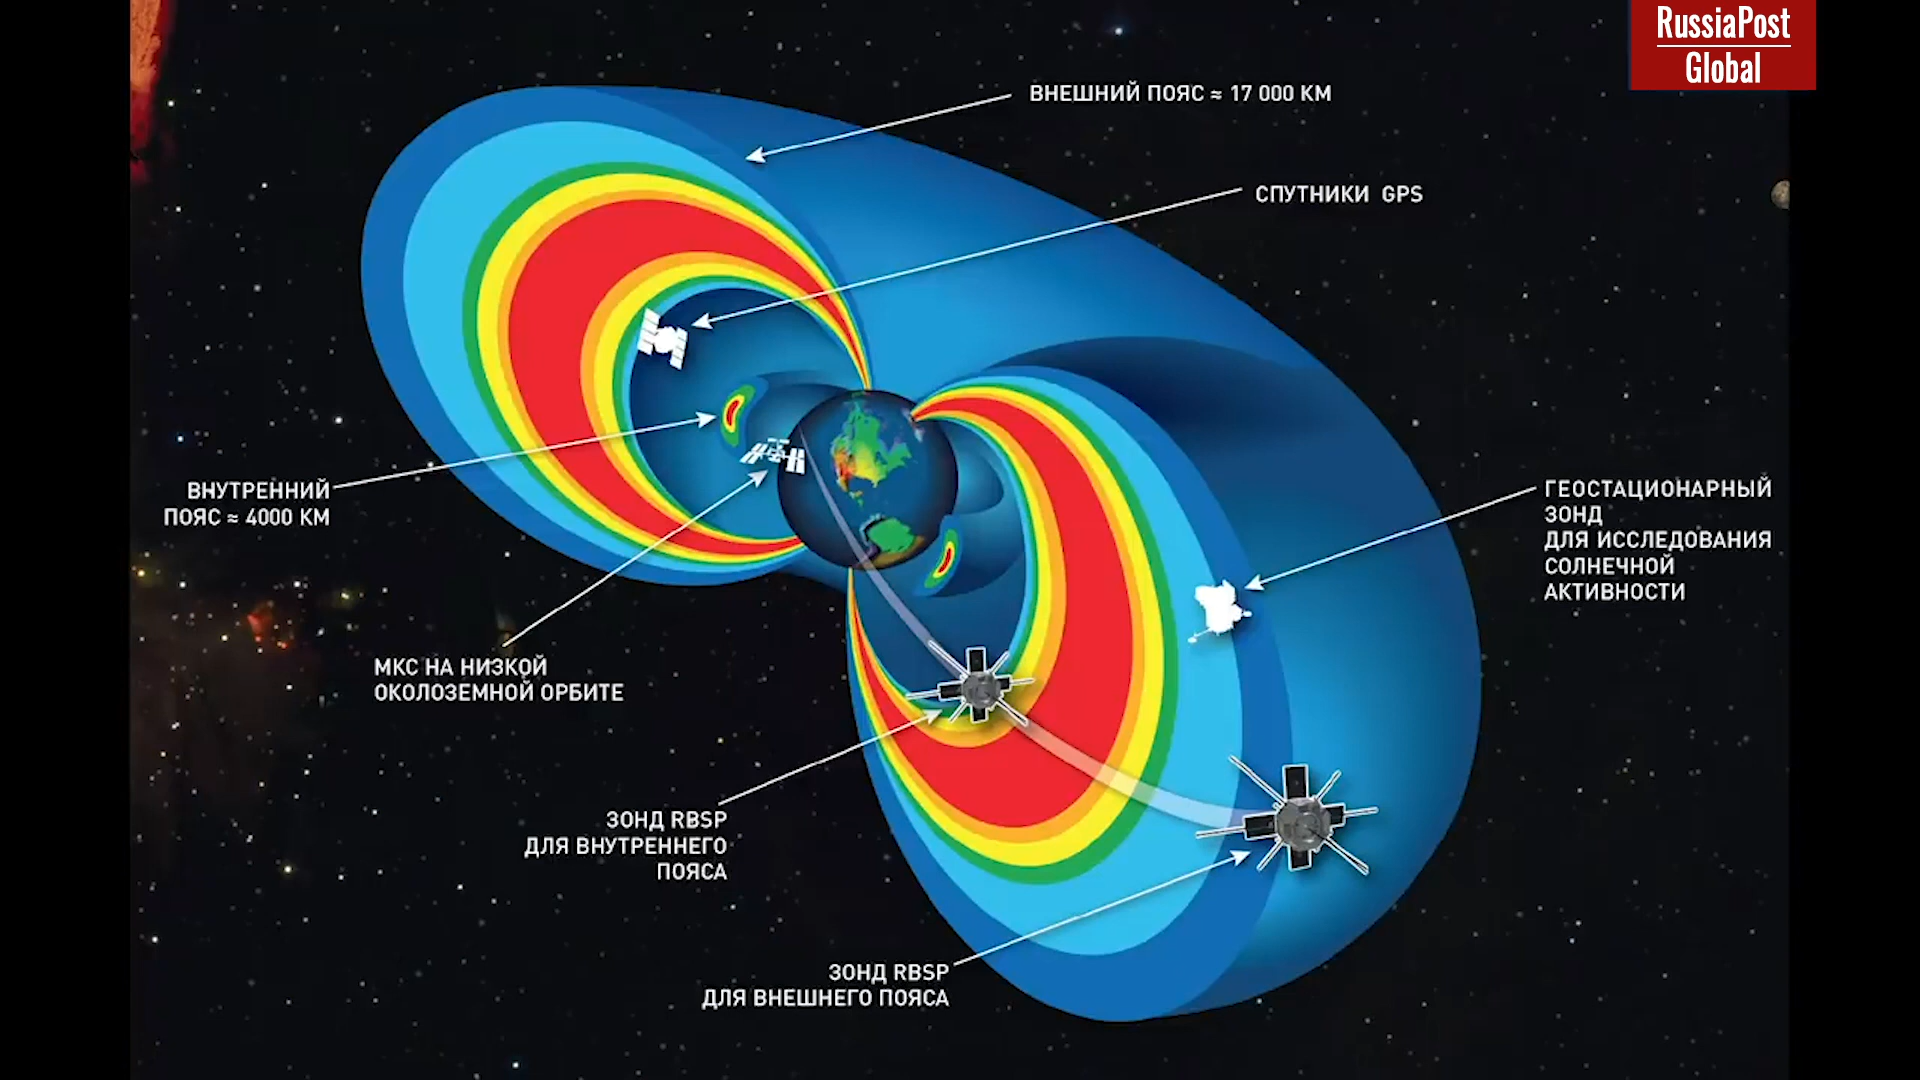 RussiaPost
Global
ВНЕШНИЙ ПОЯС ≈ 17 000 КМ
СПУТНИКИ GPS
ВНУТРЕННИЙ
ПОЯС ≈ 4000 КМ
ГЕОСТАЦИОНАРНЫЙ
ЗОНД
ДЛЯ ИССЛЕДОВАНИЯ
СОЛНЕЧНОЙ
АКТИВНОСТИ
МКС НА НИЗКОЙ
ОКОЛОЗЕМНОЙ ОРБИТЕ
ЗОНД RBSP
ДЛЯ ВНУТРЕННЕГО
ПОЯСА
ЗОНД RBSP
ДЛЯ ВНЕШНЕГО ПОЯСА